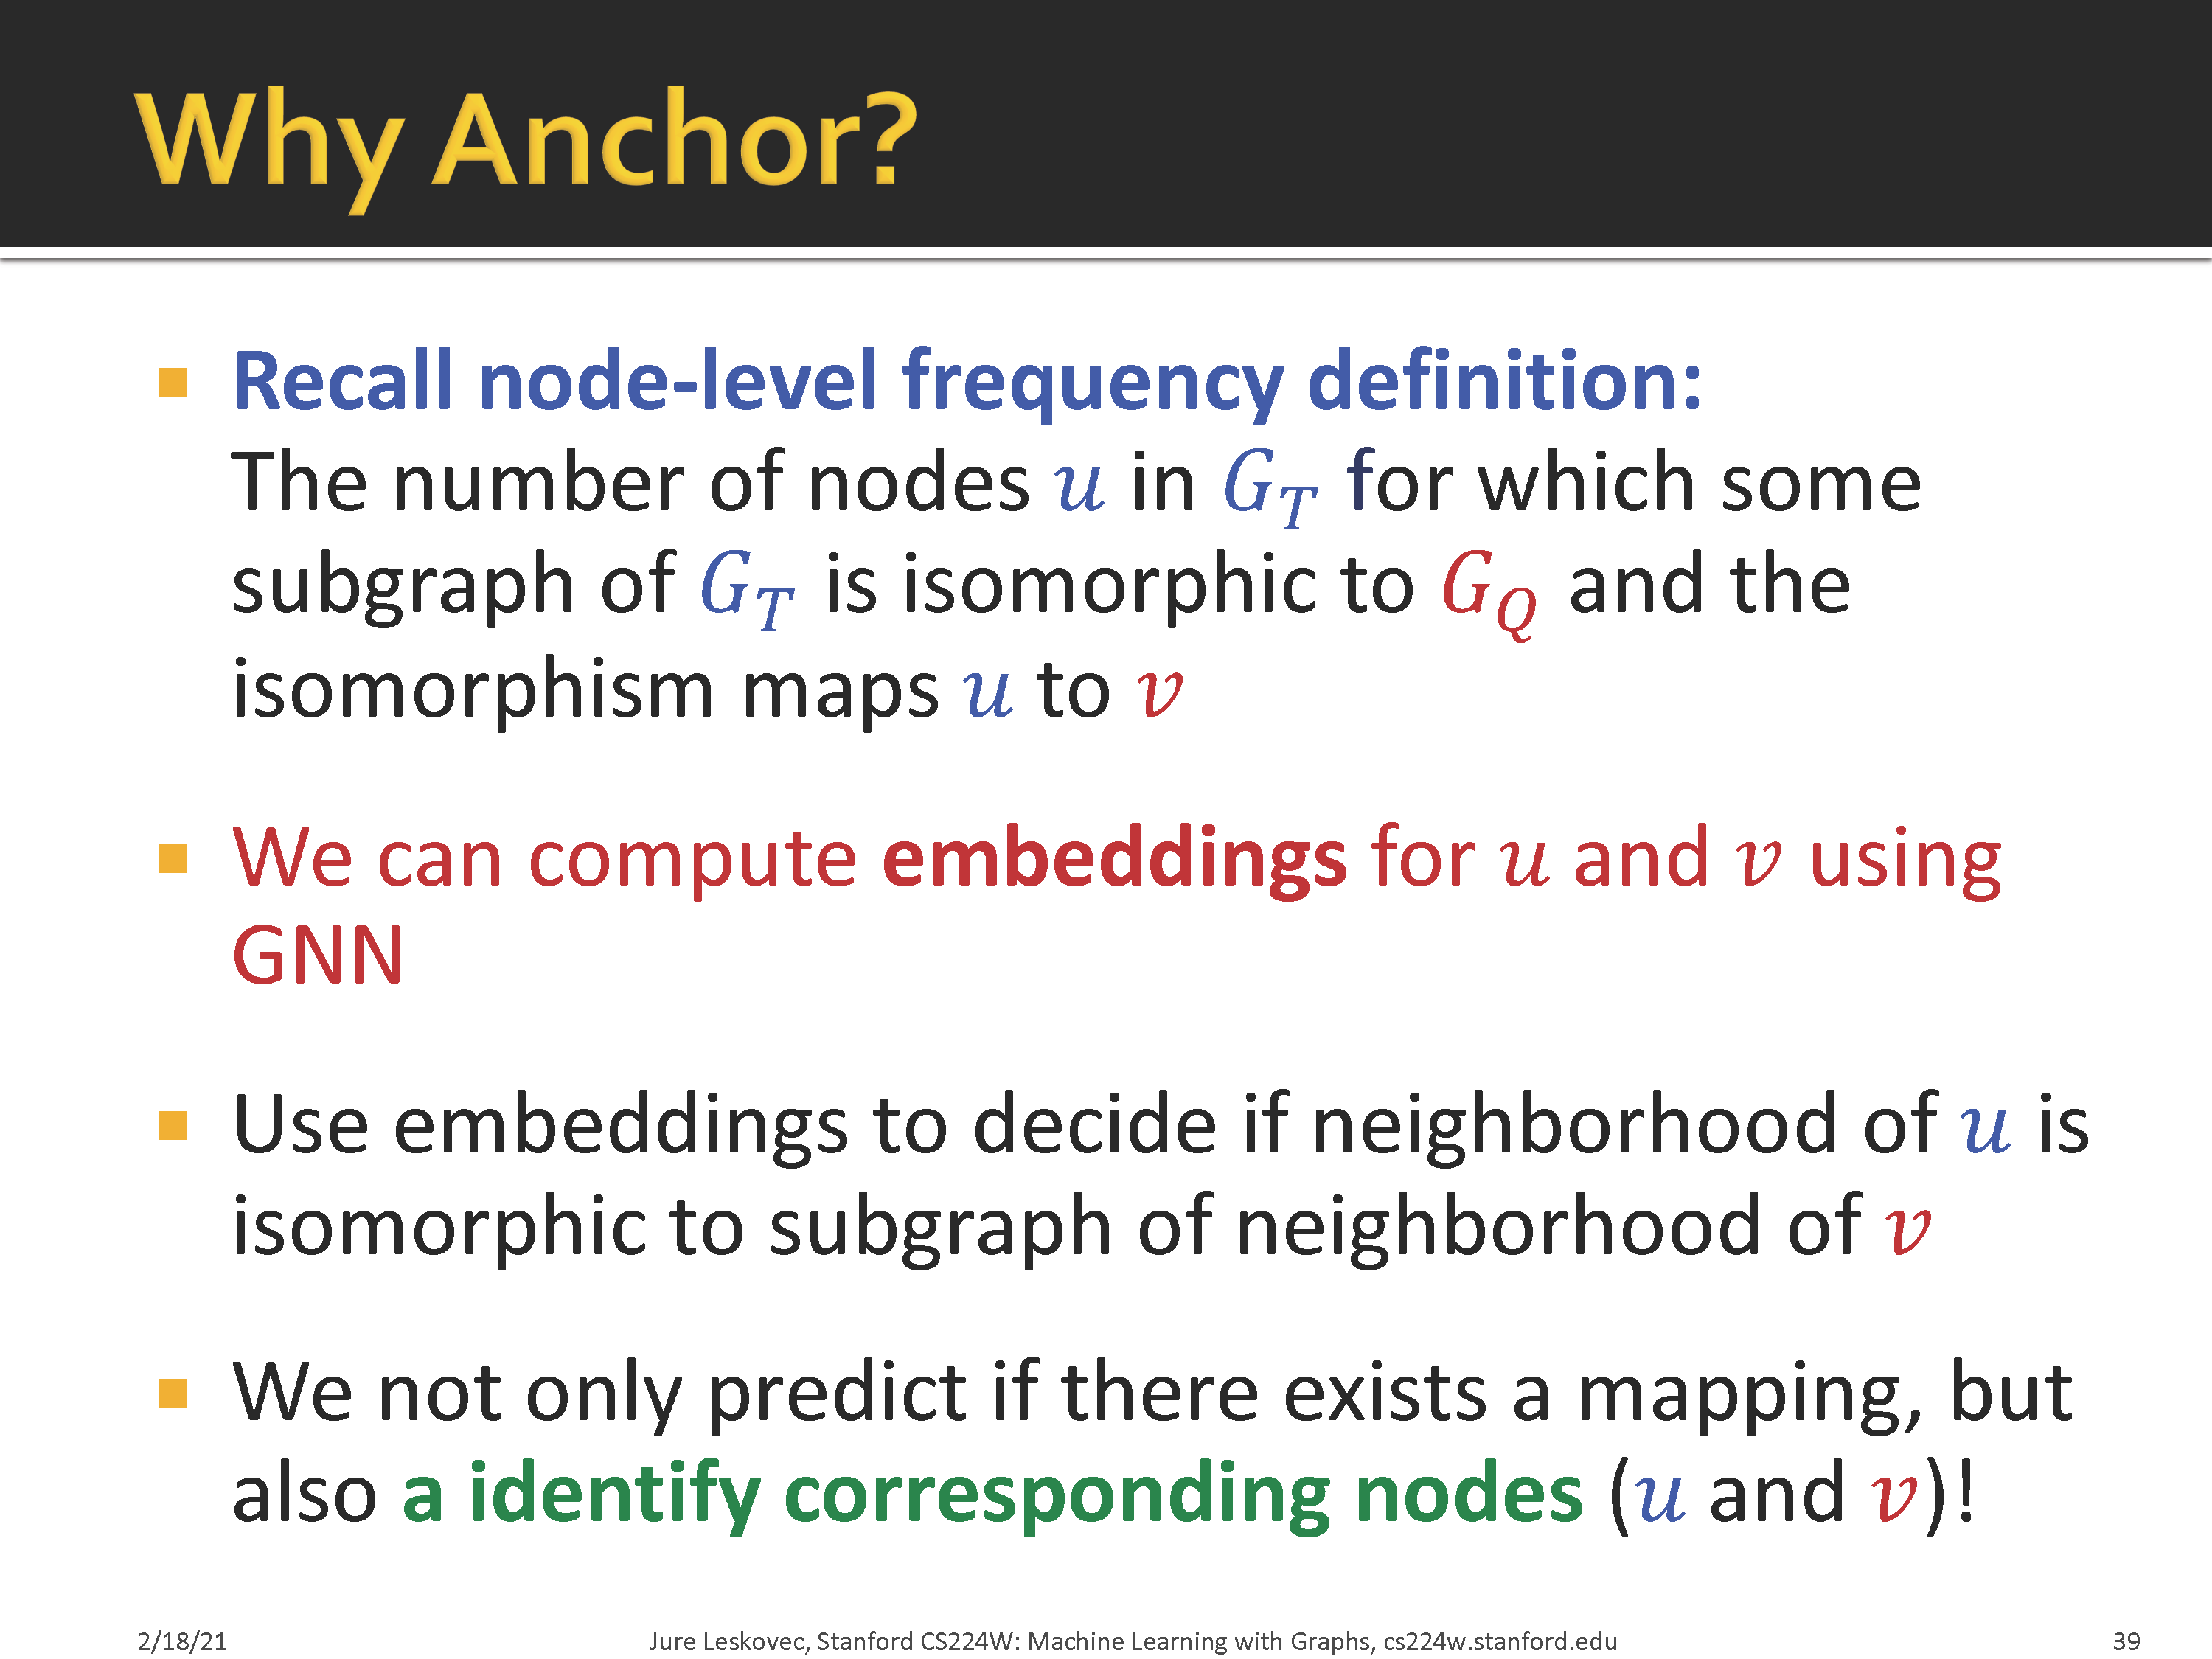 Why Anchor?
Recall node-level frequency definition:
The number of nodes 𝑢 in 𝐺_𝑇 for which some
subgraph of 𝐺_𝑇 is isomorphic to 𝐺_𝑄 and the
isomorphism maps 𝑢 to 𝑣
We can compute embeddings for 𝑢 and 𝑣 using
GNN
Use embeddings to decide if neighborhood of 𝑢 is
isomorphic to subgraph of neighborhood of 𝑣
We not only predict if there exists a mapping, but
also a identify corresponding nodes (𝑢 and 𝑣)!
2/18/21
Jure Leskovec, Stanford CS224W: Machine Learning with Graphs, cs224w.stanford.edu
39